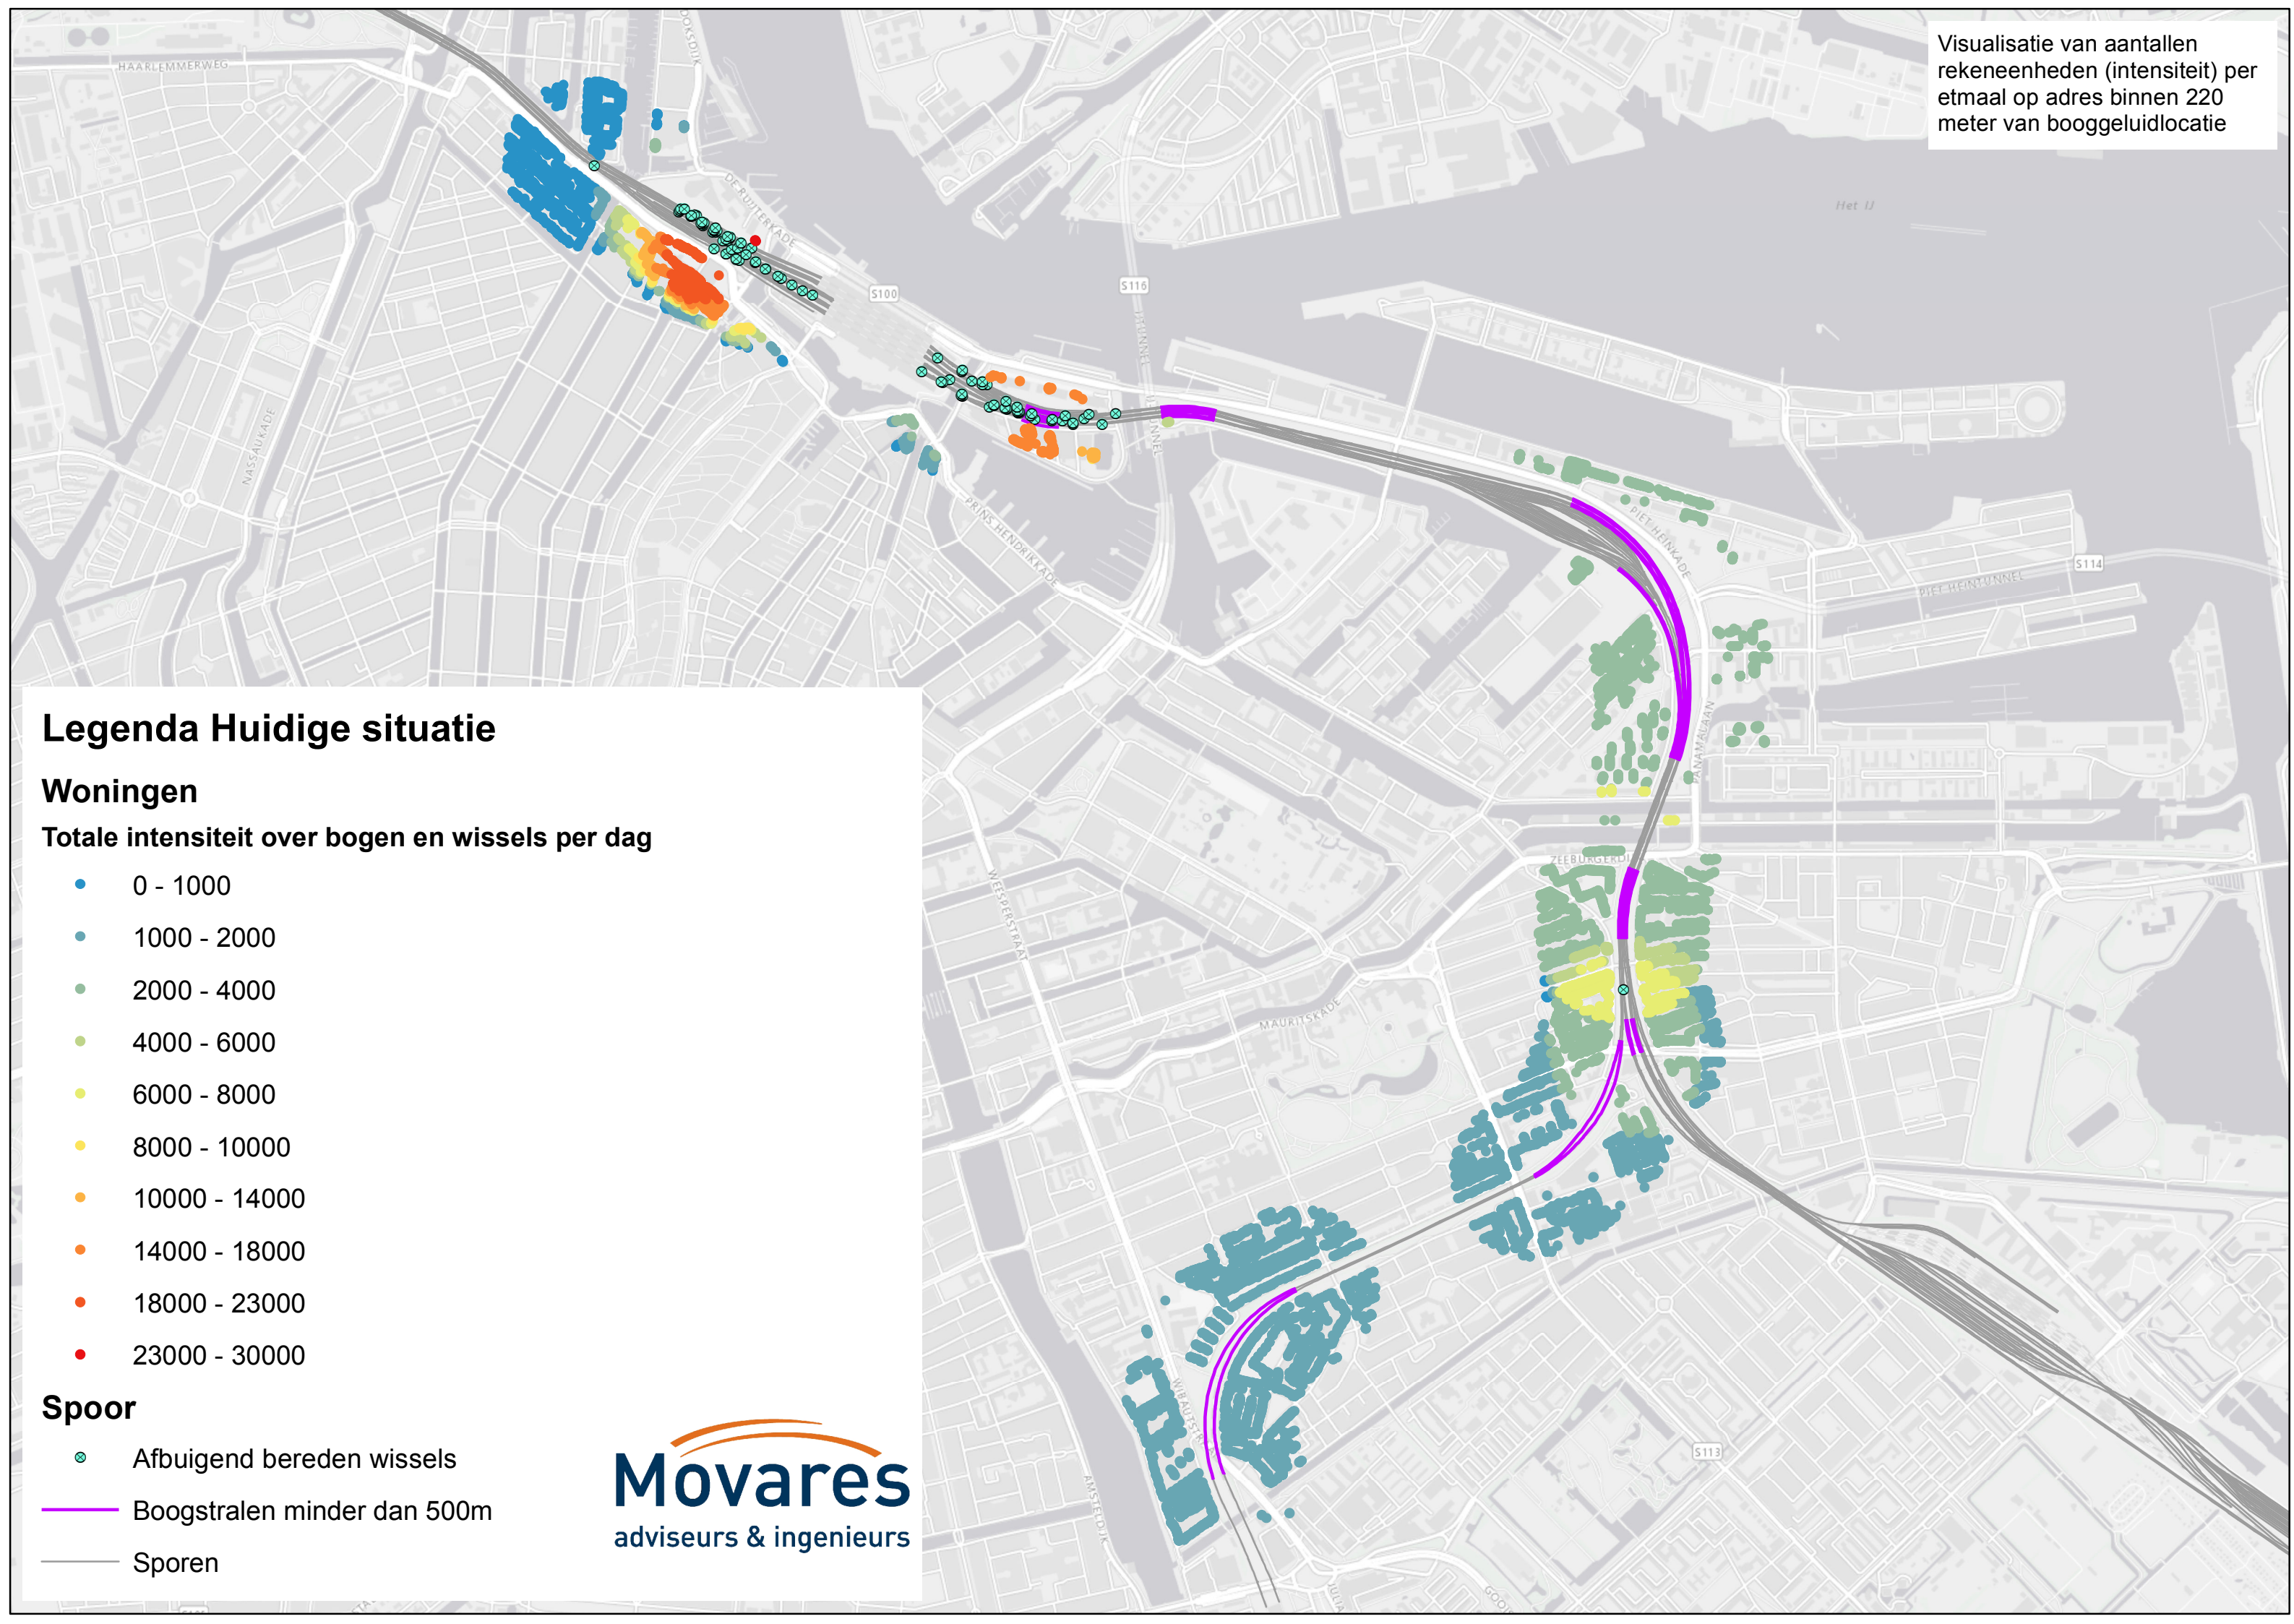 Visualisatie van aantallen
rekeneenheden (intensiteit) per
etmaal op adres binnen 220
meter van booggeluidlocatie
HAARLEMMERWEG
DE RUIJTERKADE
Het IJ
S100
S116
NASSAUKADE
PRINS HENDRIKKADE
PIET HEINKADE
S114
PIET HEINTUNNEL
PANAMALAAN
WEESPERSTRAAT
MAURITSKADE
S113
AMSTELDIJK
Legenda Huidige situatie
Woningen
Totale intensiteit over bogen en wissels per dag
0 - 1000
1000 - 2000
2000 - 4000
4000 - 6000
6000 - 8000
8000 - 10000
10000 - 14000
14000 - 18000
18000 - 23000
23000 - 30000
Spoor
Afbuigend bereden wissels
Boogstralen minder dan 500m
Sporen
Movares
adviseurs & ingenieurs